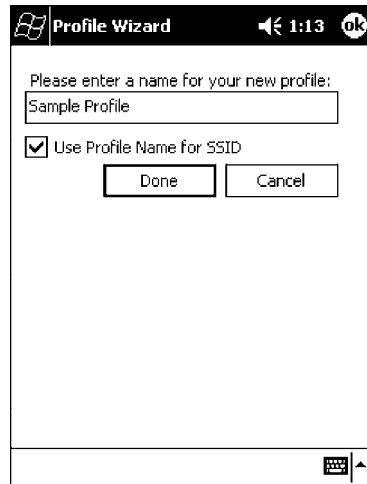 Profile Wizard 1:13 ok
Please enter a name for your new profile:
Sample Profile
Use Profile Name for SSID
Done Cancel